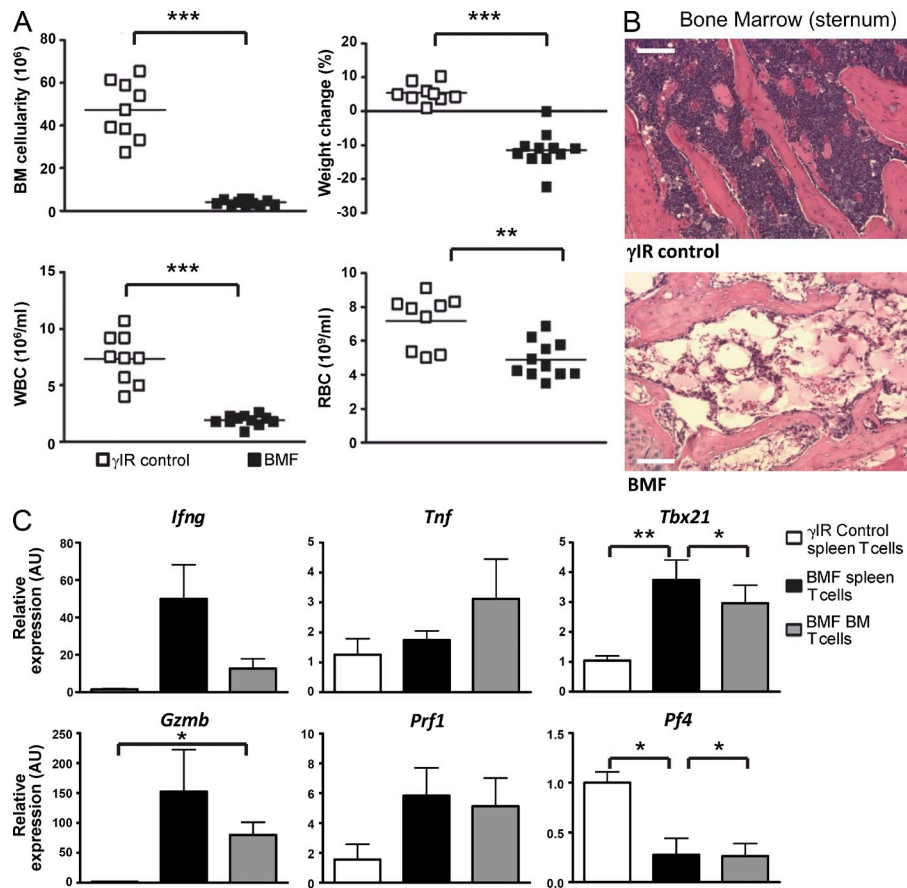 A
B
Bone Marrow (sternum)
***
BM cellularity (10⁶)
80
60
40
20
0
***
Weight change (%)
20
10
0
-10
-20
-30
γIR control
***
WBC (10⁶/ml)
15
10
5
0
**
RBC (10⁹/ml)
10
8
6
4
2
0
BMF
γIR control
BMF
C
Ifng
Relative
expression (AU)
80
60
40
20
0
Tnf
5
4
3
2
1
0
Tbx21
** *
5
4
3
2
1
0
γIR Control
spleen T cells
BMF spleen
T cells
BMF BM T
cells
Gzmb
*
Relative
expression (AU)
250
200
150
100
50
0
Prf1
10
8
6
4
2
0
Pf4
* *
1.5
1.0
0.5
0.0